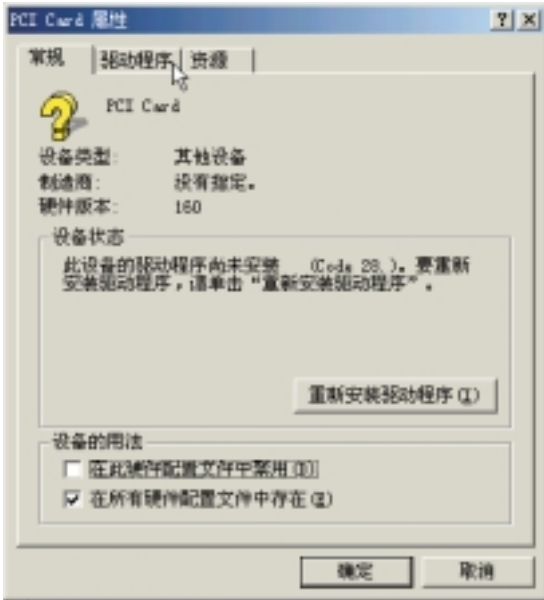 PCI Card 属性
常规 驱动程序 资源
PCI Card
设备类型: 其他设备
制造商: 没有指定。
硬件版本: 160
设备状态
此设备的驱动程序尚未安装 (Code 28.)。要重新
安装驱动程序，请单击“重新安装驱动程序”。
重新安装驱动程序(I)
设备的用法
在此硬件配置文件中禁用(D)
在所有硬件配置文件中存在(E)
确定 取消